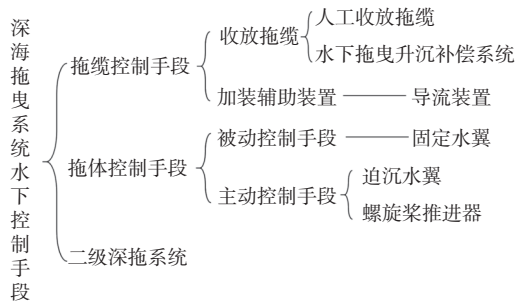 深海拖曳系统水下控制手段
拖缆控制手段
收放拖缆
人工收放拖缆
水下拖曳升沉补偿系统
加装辅助装置
导流装置
拖体控制手段
被动控制手段
固定水翼
主动控制手段
迫沉水翼
螺旋桨推进器
二级深拖系统